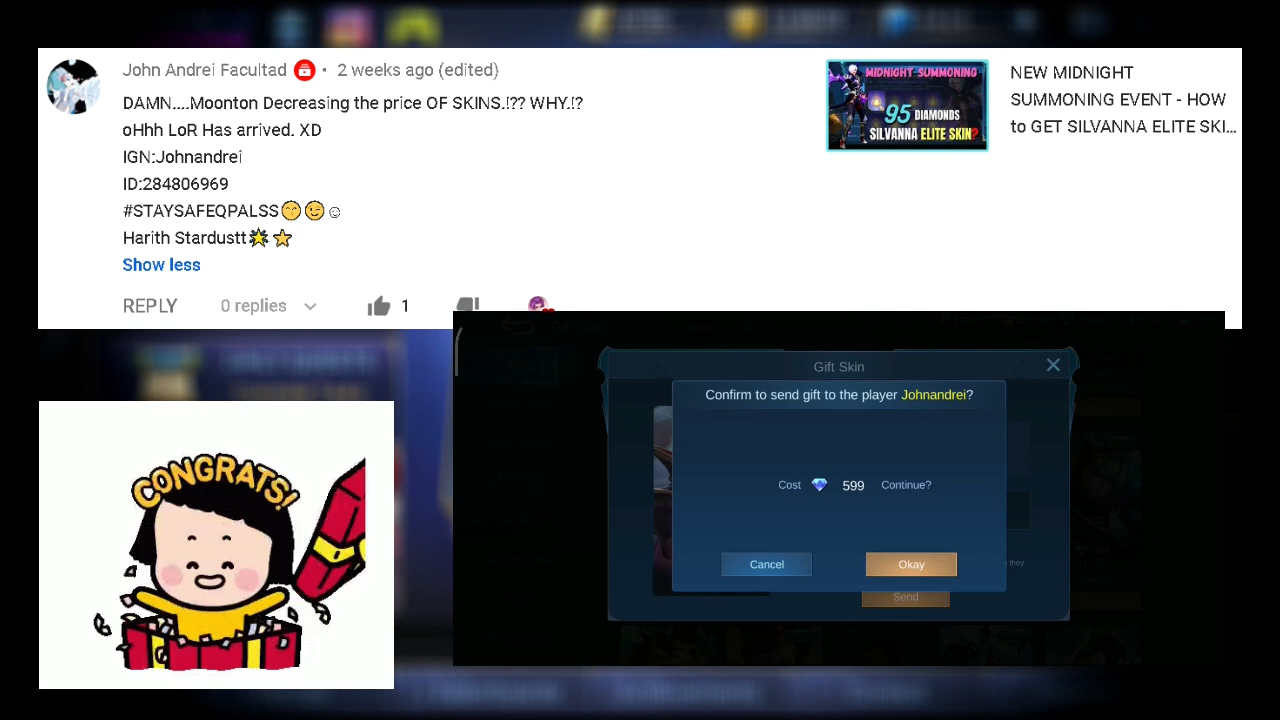 John Andrei Facultad • 2 weeks ago (edited)
DAMN....Moonton Decreasing the price OF SKINS.!?? WHY.!?
oHhh LoR Has arrived. XD
IGN:Johnandrei
ID:284806969
#STAYSAFEQPALSS😙😉☺
Harith Stardustt🌟⭐
Show less
REPLY 0 replies 1
MIDNIGHT SUMMONING
95 DIAMONDS
SILVANNA ELITE SKIN?
NEW MIDNIGHT
SUMMONING EVENT - HOW
to GET SILVANNA ELITE SKI...
Gift Skin
Gift Skin
Confirm to send gift to the player Johnandrei?
Cost 599 Continue?
they
Cancel Okay
Send
CONGRATS!